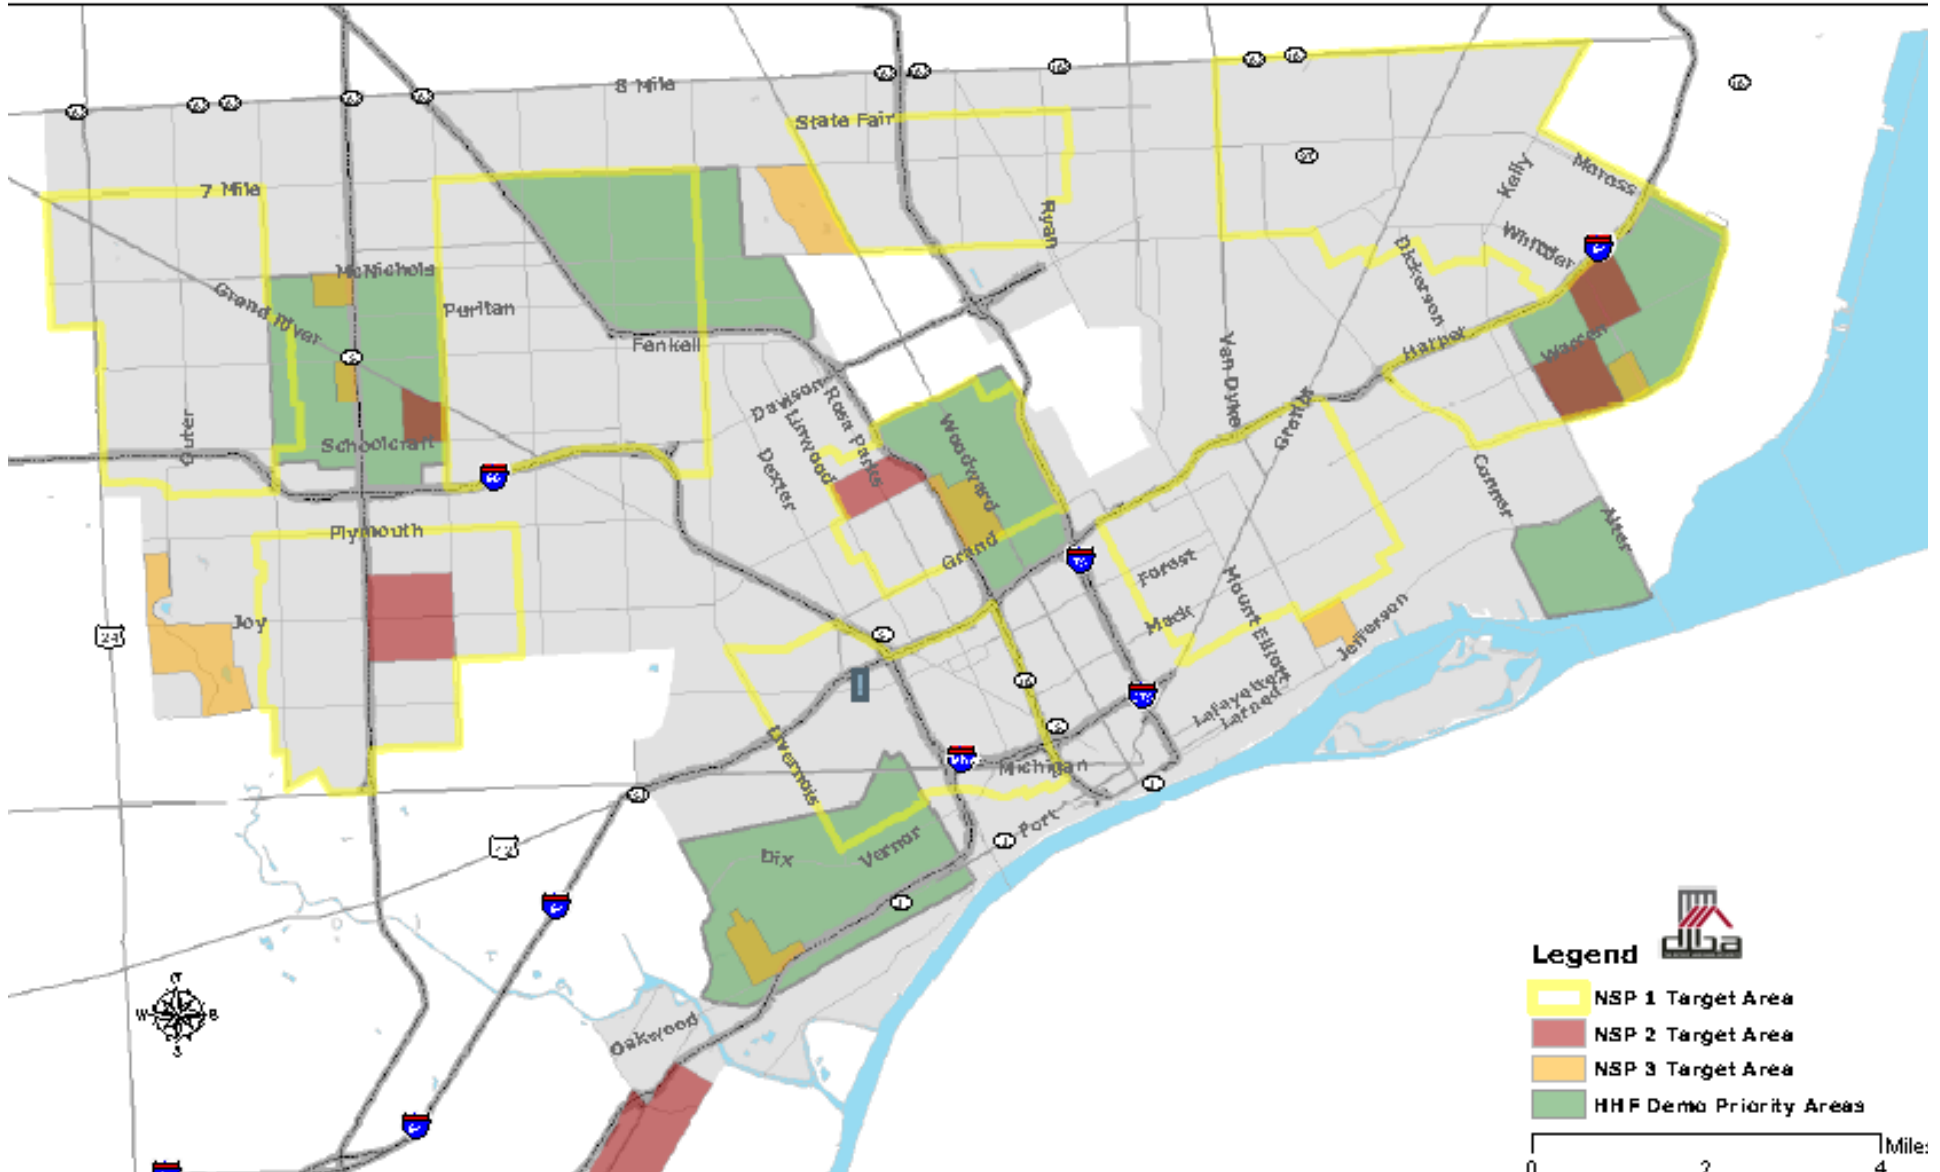 8 Mile
State Fair
7 Mile
Ryan
Kelly
Moross
Whittier
Dickerson
McNichols
Grand River
Puritan
Fenkell
Van Dyke
Harper
Warren
Gratiot
Dawson
Rosa Parks
Linwood
Woodward
Outer
Schoolcraft
Dexter
Conner
Alter
Plymouth
Grand
Forest
Mack
Mount Elliott
Joy
24
Jefferson
Lafayette
Larned
Livernois
Michigan
Port
Dix
Vernor
Oakwood
W
S
dlba
Legend
NSP 1 Target Area
NSP 2 Target Area
NSP 3 Target Area
HHF Demo Priority Areas
0
2
4